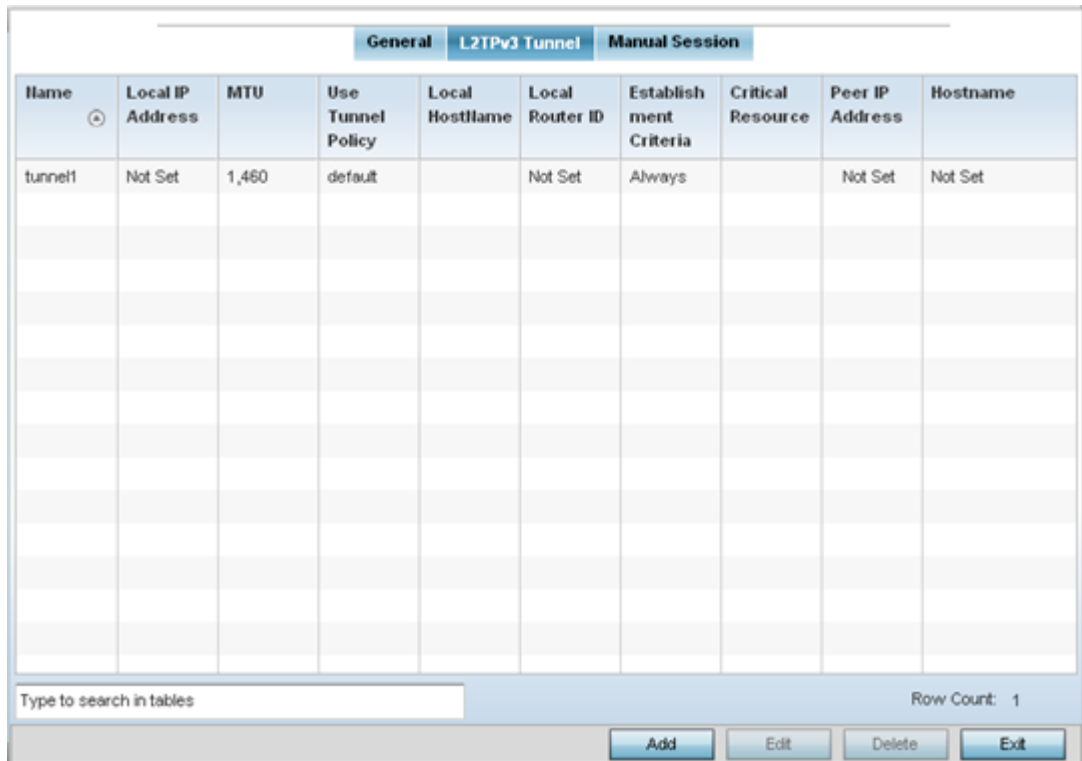 General L2TPv3 Tunnel Manual Session
Name Local IP Address MTU Use Tunnel Policy Local HostName Local Router ID Establish ment Criteria Critical Resource Peer IP Address Hostname
tunnel1 Not Set 1,460 default Not Set Always Not Set Not Set
Type to search in tables Row Count: 1
Add Edit Delete Exit